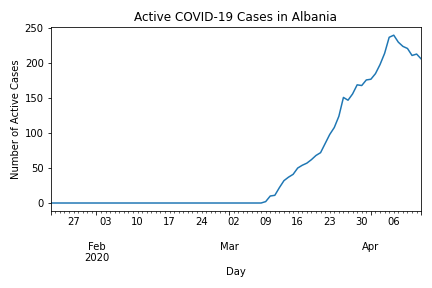 Active COVID-19 Cases in Albania
250
200
150
100
50
0
Number of Active Cases
27 03 10 17 24 02 09 16 23 30 06
Feb Mar Apr
2020
Day